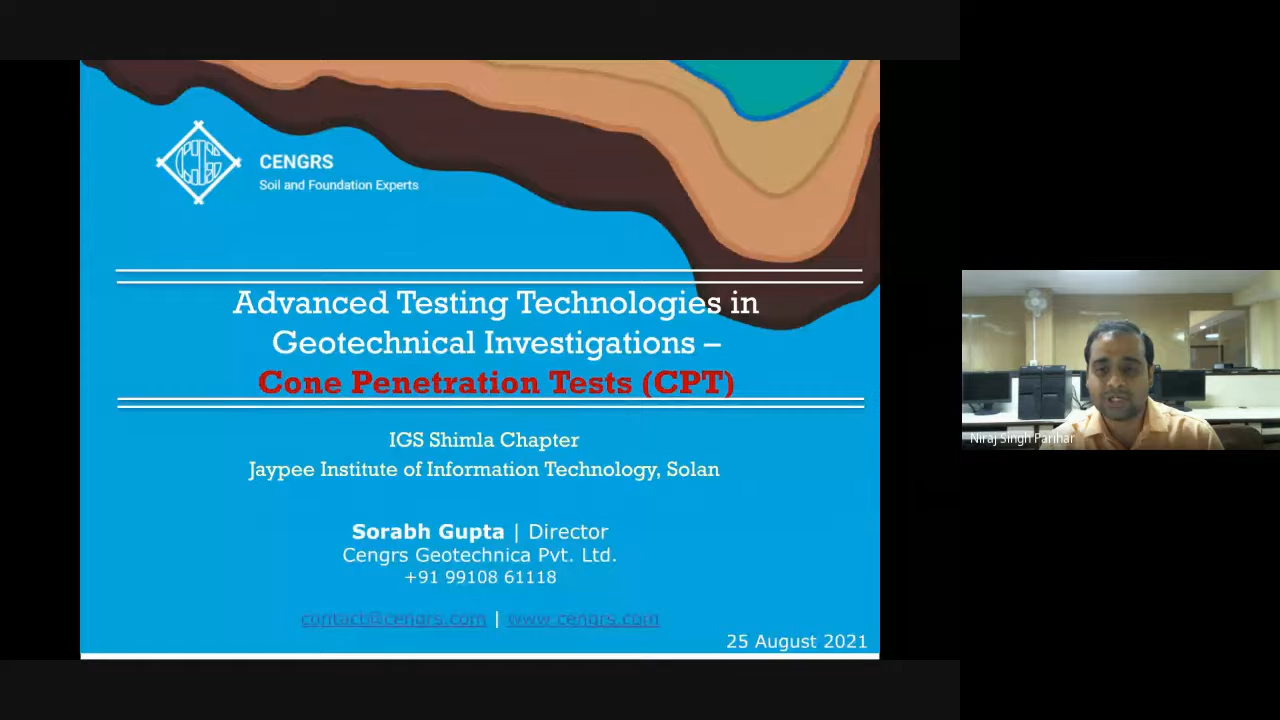 CENGRS
Soil and Foundation Experts
Advanced Testing Technologies in
Geotechnical Investigations –
Cone Penetration Tests (CPT)
IGS Shimla Chapter
Jaypee Institute of Information Technology, Solan
Sorabh Gupta | Director
Cengrs Geotechnica Pvt. Ltd.
+91 99108 61118
contact@cengrs.com | www.cengrs.com
25 August 2021
Niraj Singh Parihar